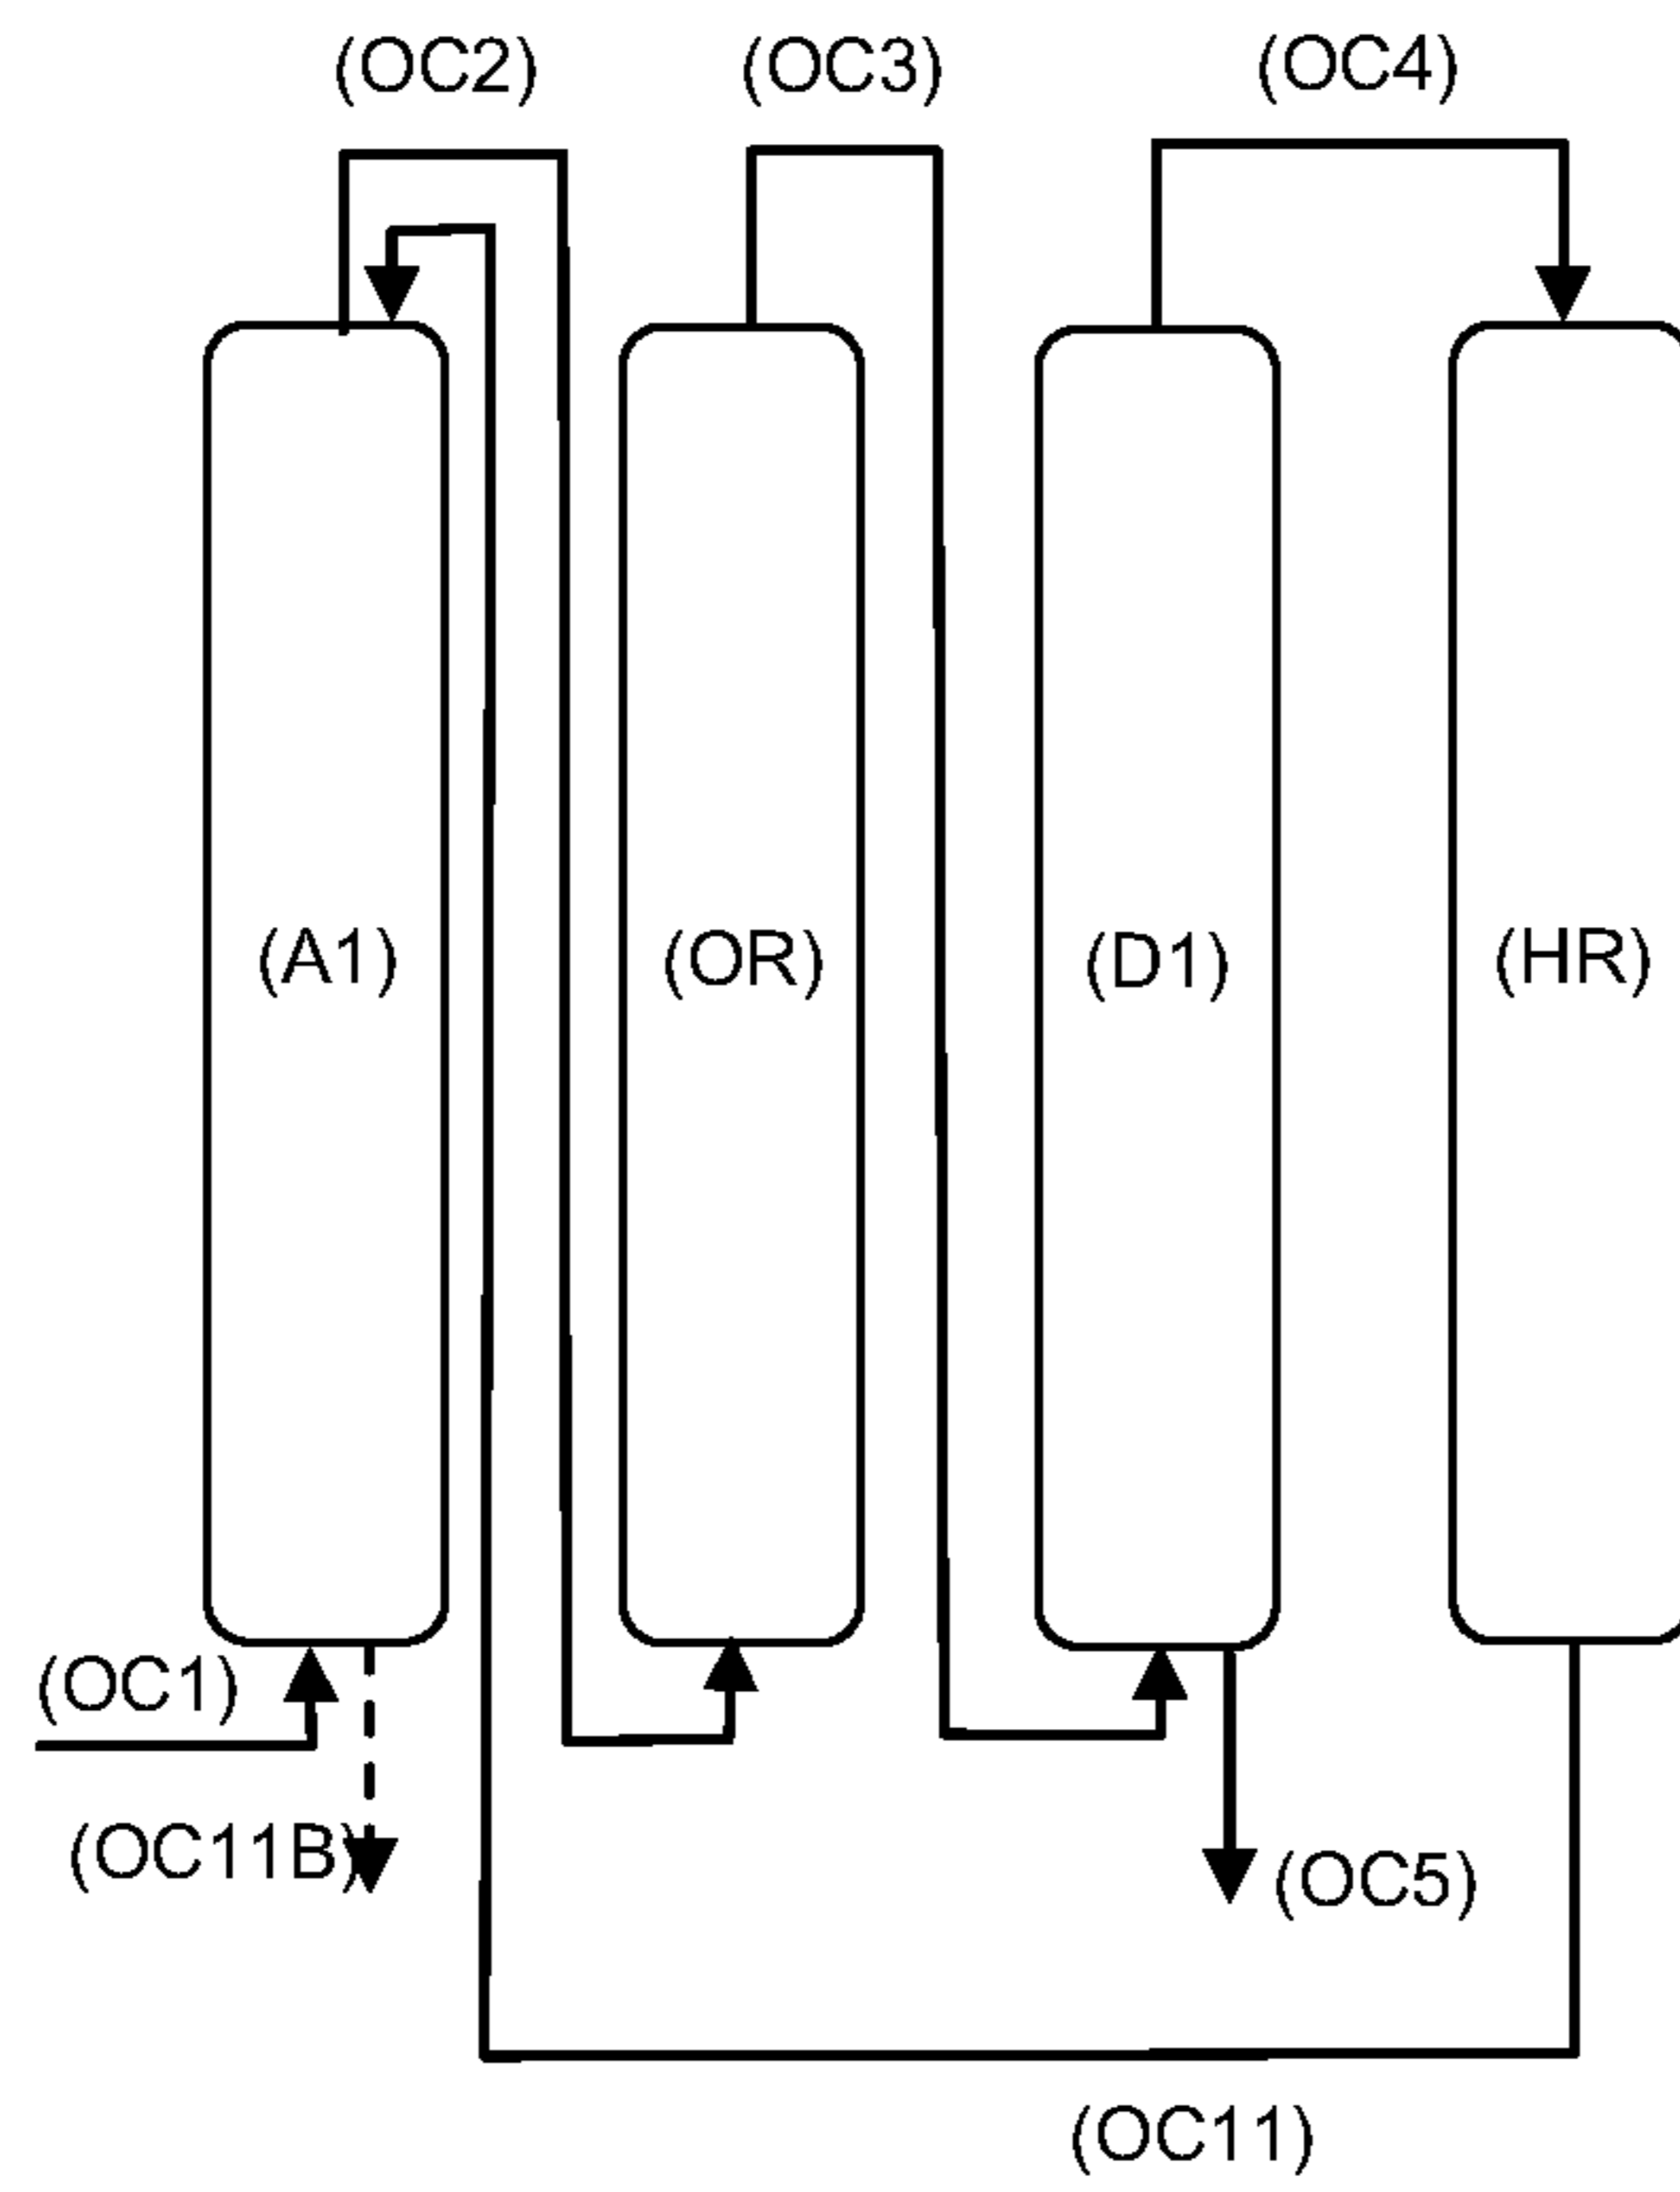 (OC2) (OC3) (OC4)
(A1) (OR) (D1) (HR)
(OC1)
(OC11B)
(OC5)
(OC11)